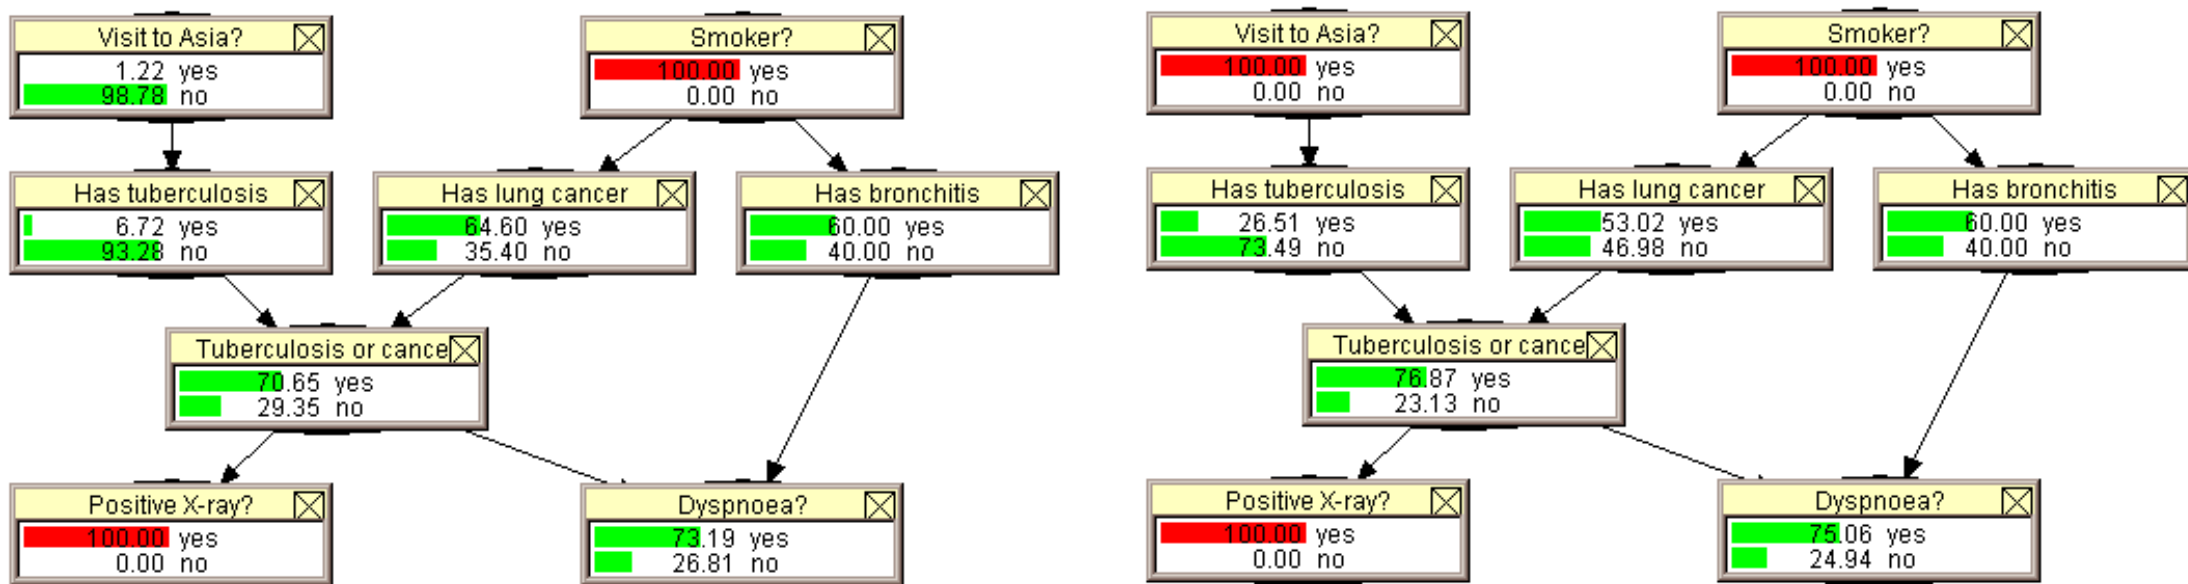 Visit to Asia?
1.22 yes
98.78 no
Smoker?
100.00 yes
0.00 no
Has tuberculosis
6.72 yes
93.28 no
Has lung cancer
64.60 yes
35.40 no
Has bronchitis
60.00 yes
40.00 no
Tuberculosis or cance
70.65 yes
29.35 no
Positive X-ray?
100.00 yes
0.00 no
Dyspnoea?
73.19 yes
26.81 no
Visit to Asia?
100.00 yes
0.00 no
Smoker?
100.00 yes
0.00 no
Has tuberculosis
26.51 yes
73.49 no
Has lung cancer
53.02 yes
46.98 no
Has bronchitis
60.00 yes
40.00 no
Tuberculosis or cance
76.87 yes
23.13 no
Positive X-ray?
100.00 yes
0.00 no
Dyspnoea?
75.06 yes
24.94 no